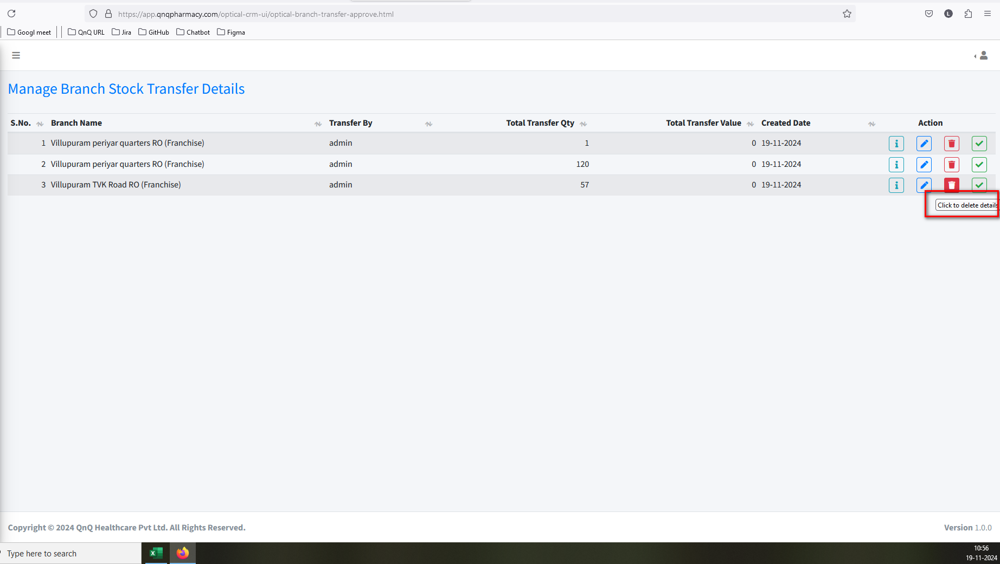 https://app.qnqpharmacy.com/optical-crm-ui/optical-branch-transfer-approve.html
L
Googl meet QnQ URL Jira GitHub Chatbot Figma
Manage Branch Stock Transfer Details
S.No. Branch Name Transfer By Total Transfer Qty Total Transfer Value Created Date Action
1 Villupuram periyar quarters RO (Franchise) admin 1 0 19-11-2024
2 Villupuram periyar quarters RO (Franchise) admin 120 0 19-11-2024
3 Villupuram TVK Road RO (Franchise) admin 57 0 19-11-2024
Click to delete details
Copyright © 2024 QnQ Healthcare Pvt Ltd. All Rights Reserved. Version 1.0.0
Type here to search
10:56
19-11-2024